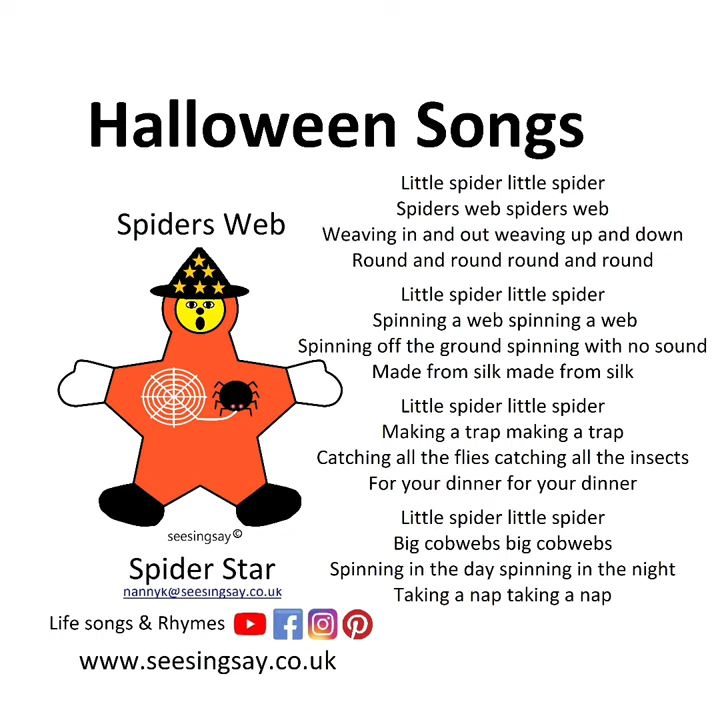 Halloween Songs
Spiders Web
Little spider little spider
Spiders web spiders web
Weaving in and out weaving up and down
Round and round round and round
Little spider little spider
Spinning a web spinning a web
Spinning off the ground spinning with no sound
Made from silk made from silk
Little spider little spider
Making a trap making a trap
Catching all the flies catching all the insects
For your dinner for your dinner
Little spider little spider
Big cobwebs big cobwebs
Spinning in the day spinning in the night
Taking a nap taking a nap
seesingsay©
Spider Star
nannyk@seesingsay.co.uk
Life songs & Rhymes
www.seesingsay.co.uk